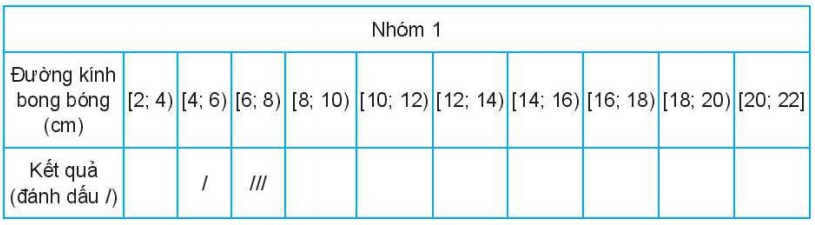 Nhóm 1
Đường kính
bong bóng
(cm)
[2; 4) [4; 6) [6; 8) [8; 10) [10; 12) [12; 14) [14; 16) [16; 18) [18; 20) [20; 22]
Kết quả
(đánh dấu /)
/ ///